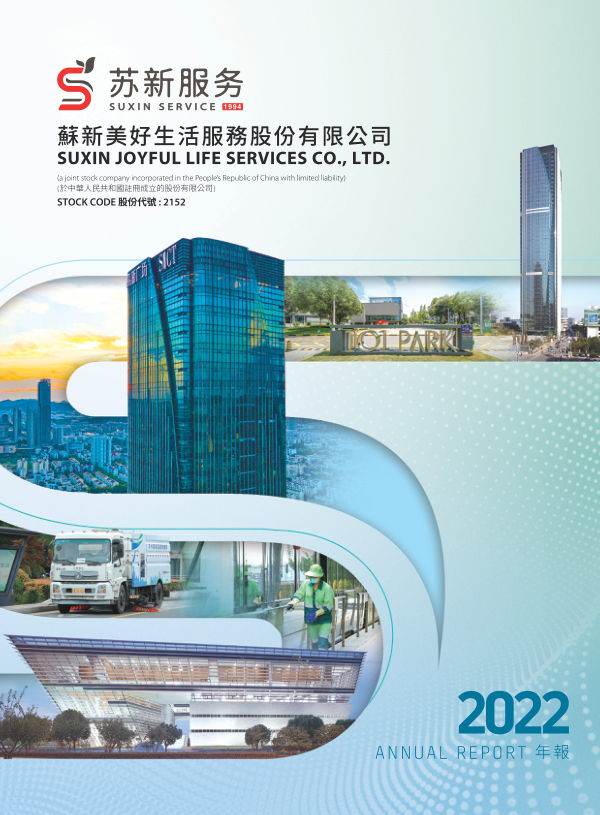 苏新服务
SUXIN SERVICE 1994
蘇新美好生活服務股份有限公司
SUXIN JOYFUL LIFE SERVICES CO., LTD.
(a joint stock company incorporated in the People's Republic of China with limited liability)
(於中華人民共和國註冊成立的股份有限公司)
STOCK CODE 股份代號 : 2152
广场 SICT
1101 PARK
2022
ANNUAL REPORT 年報